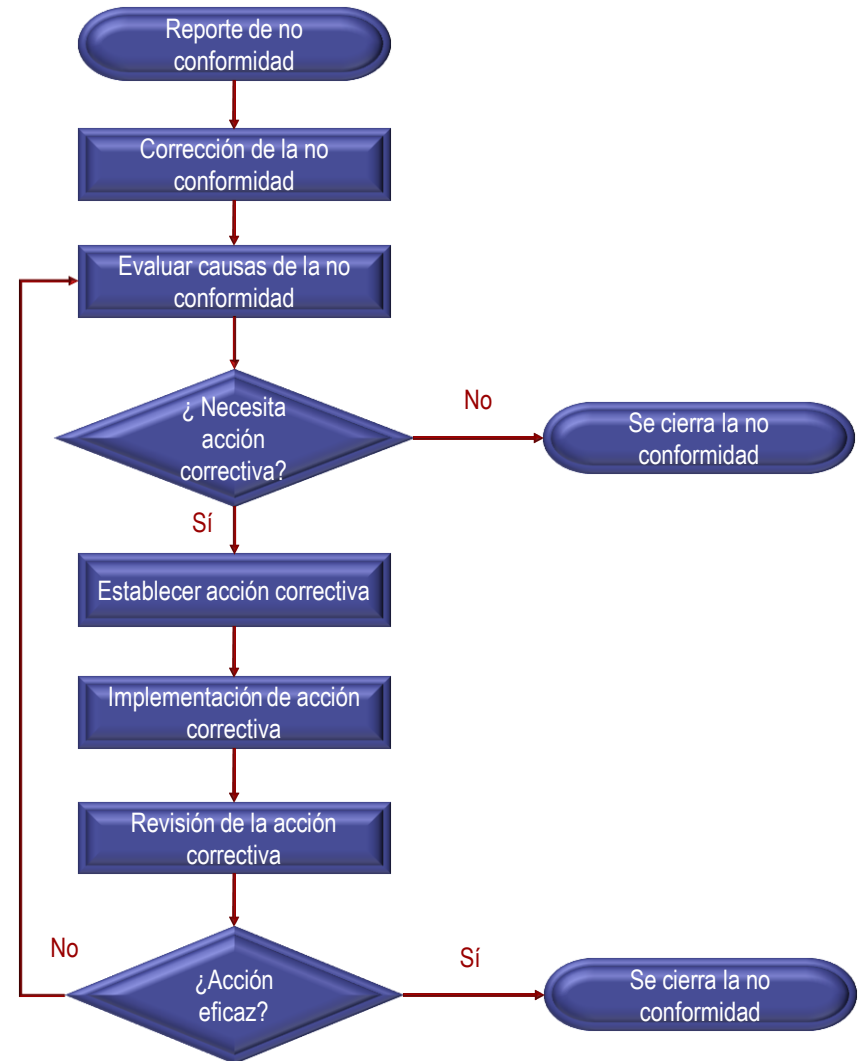 Reporte de no
conformidad
Corrección de la no
conformidad
Evaluar causas de la no
conformidad
¿ Necesita
acción
correctiva?
No
Se cierra la no
conformidad
Sí
Establecer acción correctiva
Implementación de acción
correctiva
Revisión de la acción
correctiva
No
¿Acción
eficaz?
Sí
Se cierra la no
conformidad